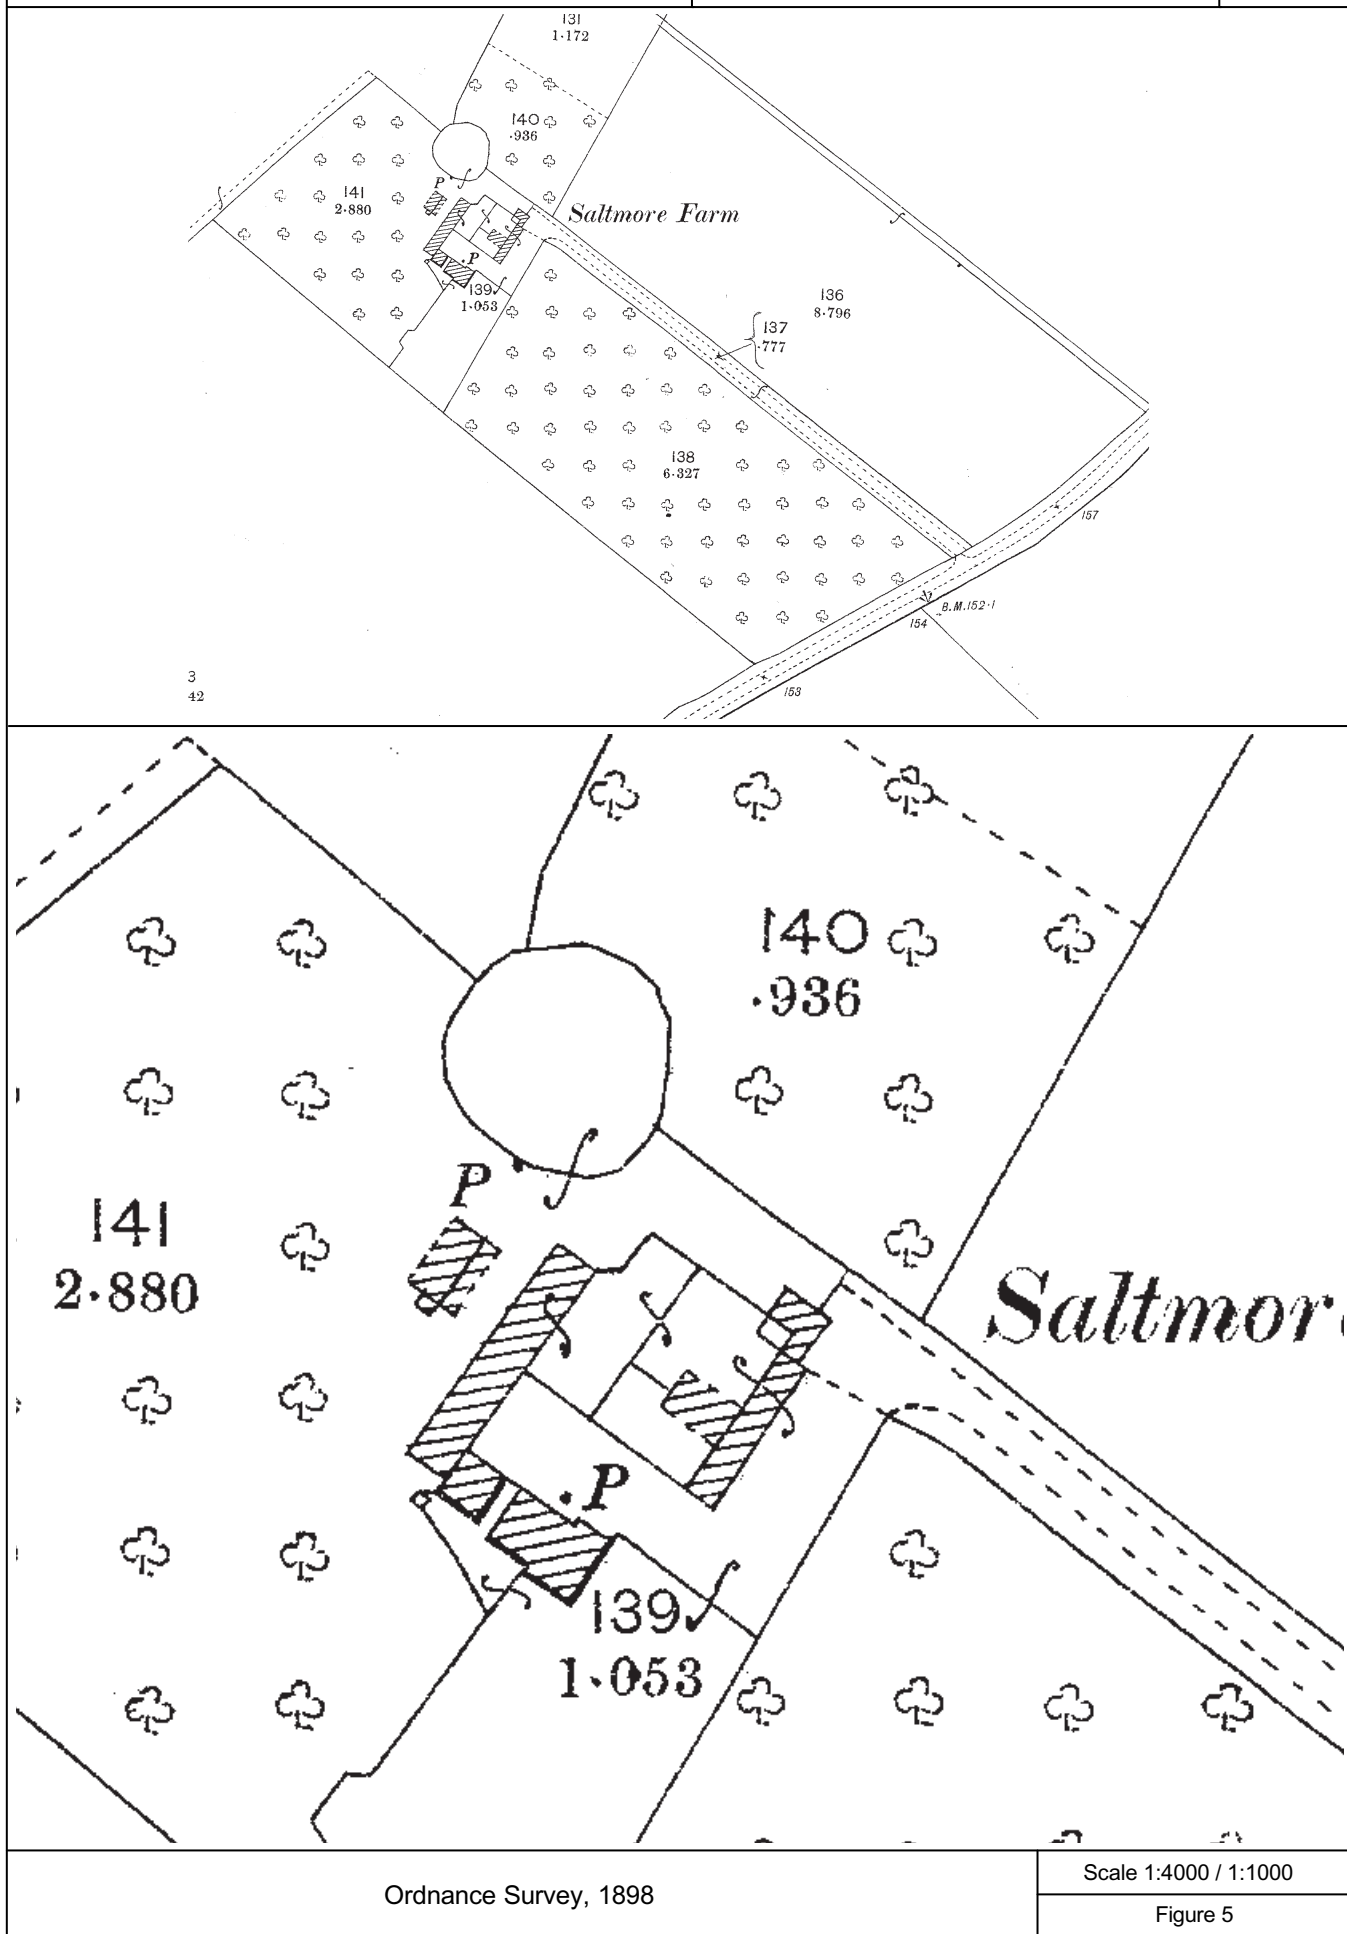 131
1·172
140
·936
141
2·880
P
Saltmore Farm
P
139
1·053
136
8·796
137
·777
138
6·327
157
B.M.152·1
154
153
3
42
140
·936
P
141
2·880
Saltmor
P
139
1·053
Ordnance Survey, 1898
Scale 1:4000 / 1:1000
Figure 5